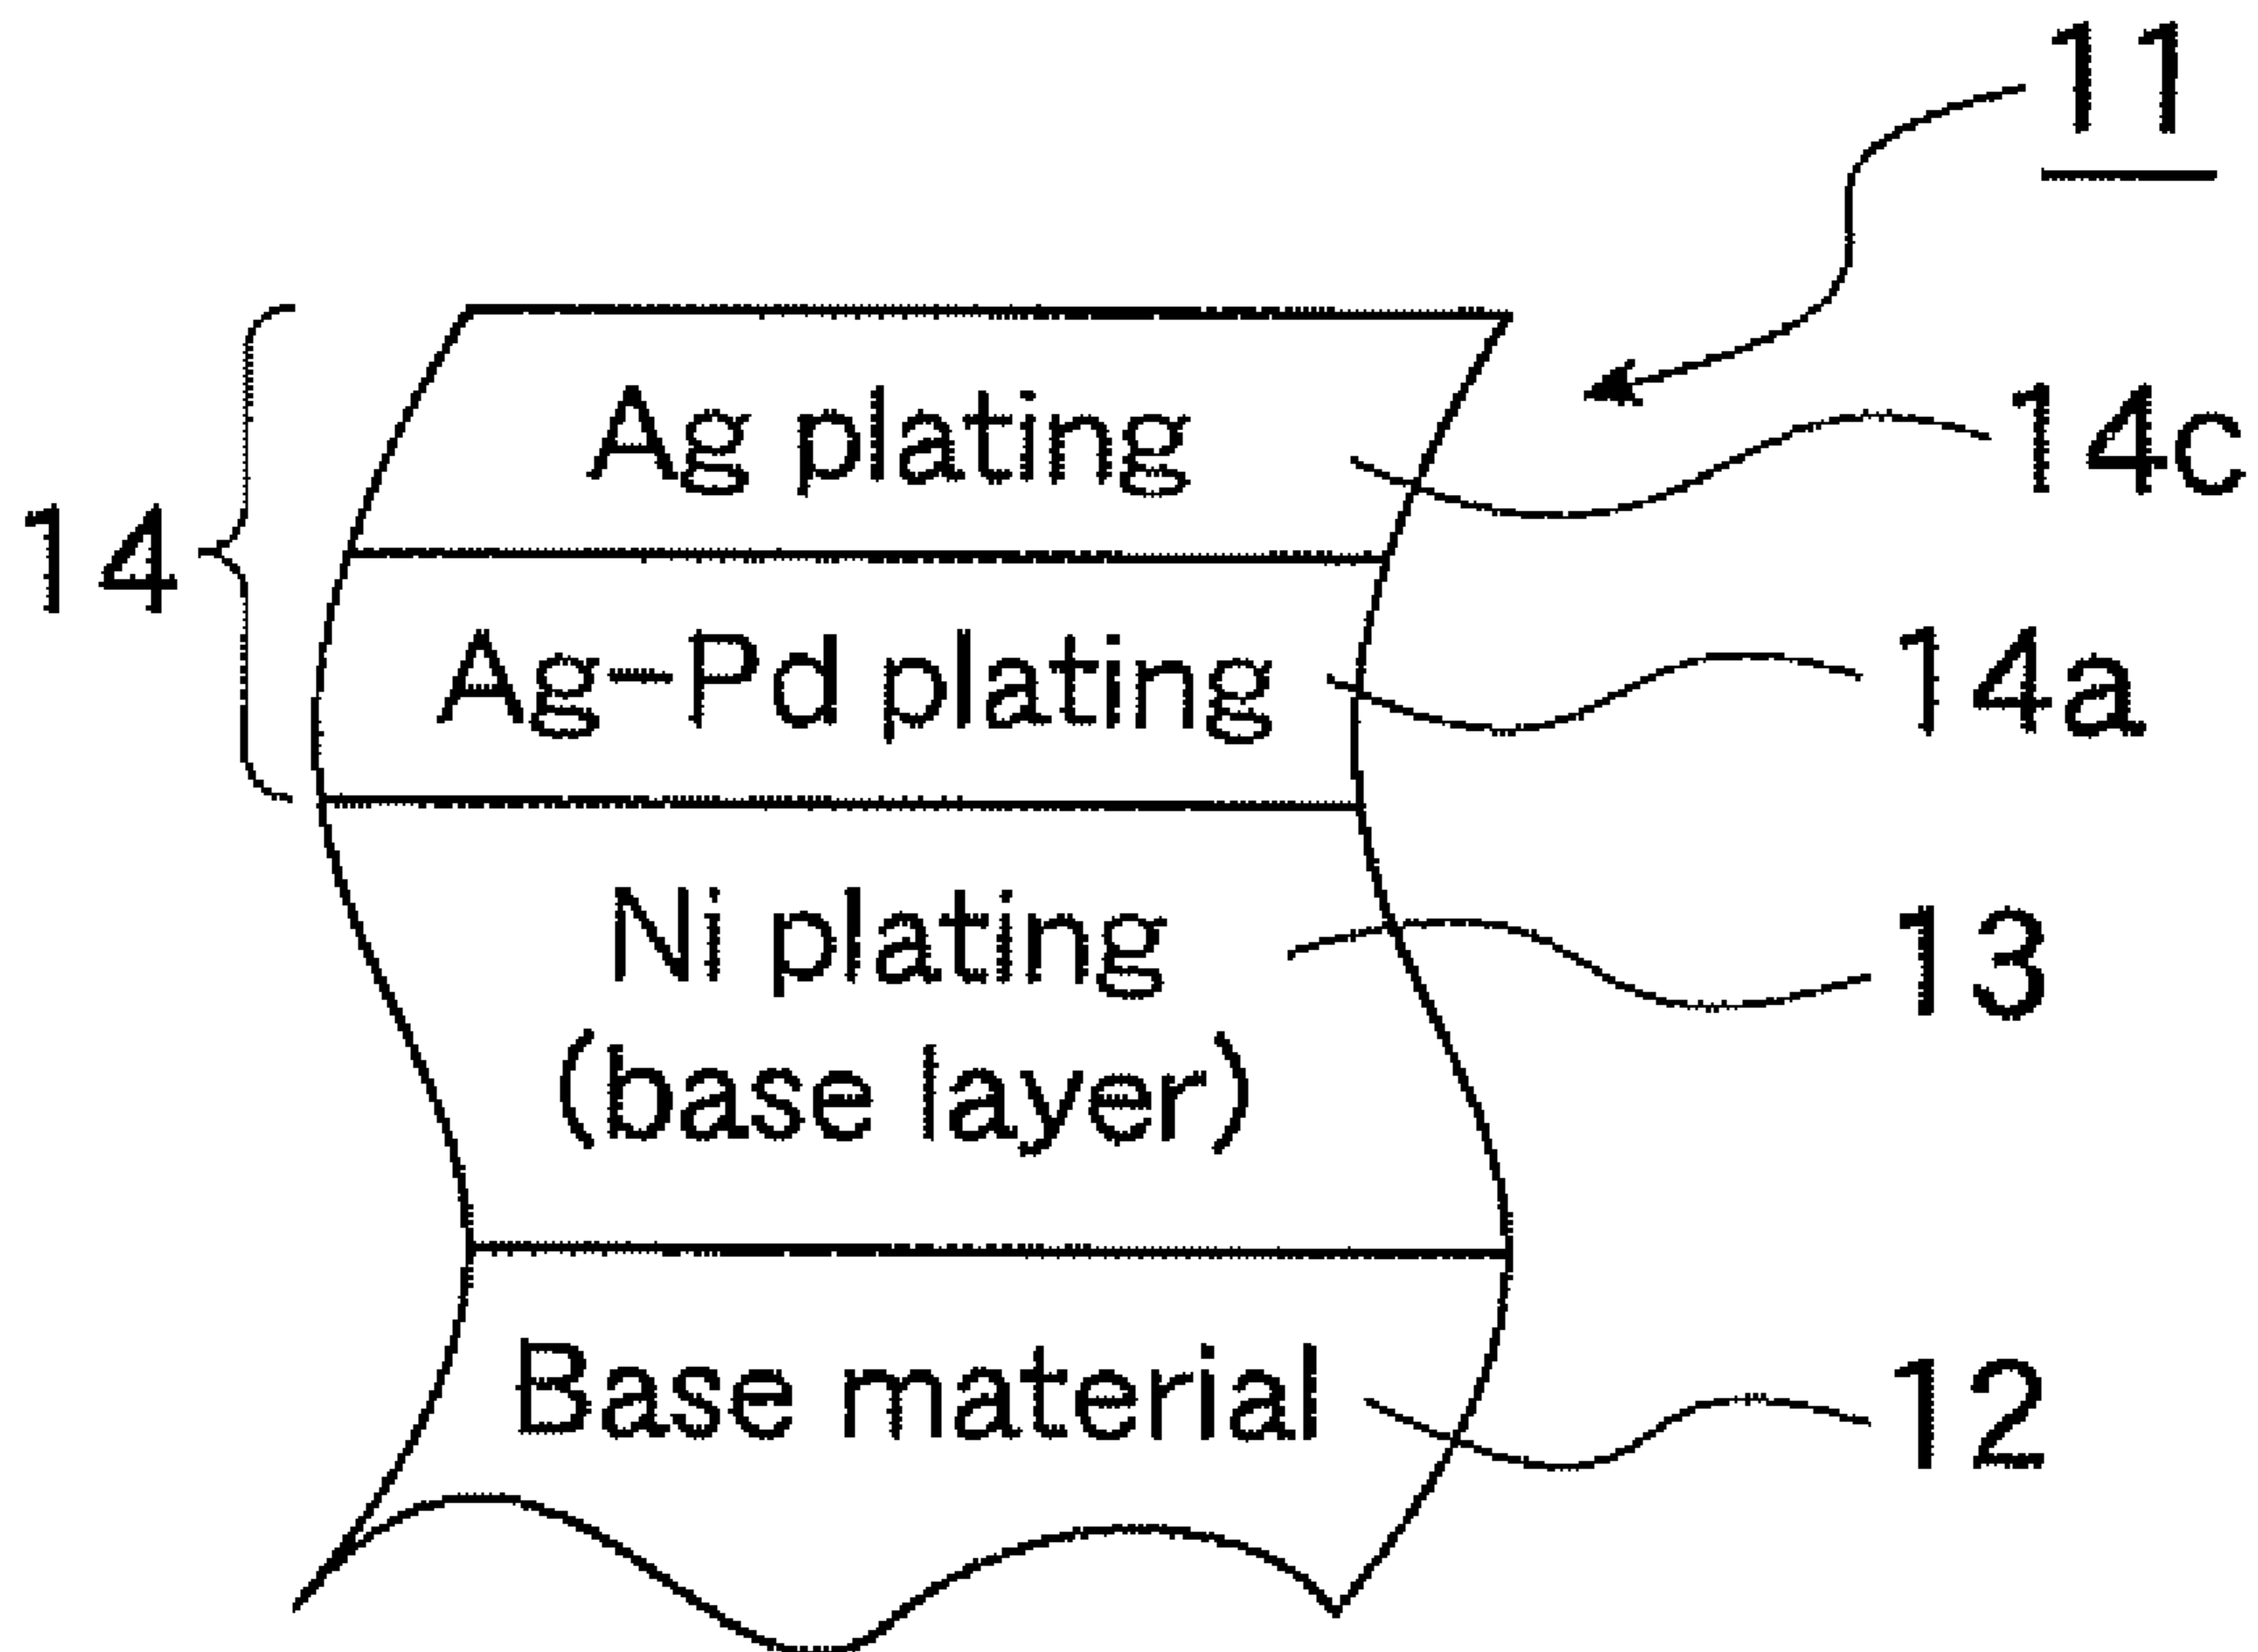 11
Ag plating
14c
14
Ag-Pd plating
14a
Ni plating
13
(base layer)
Base material
12